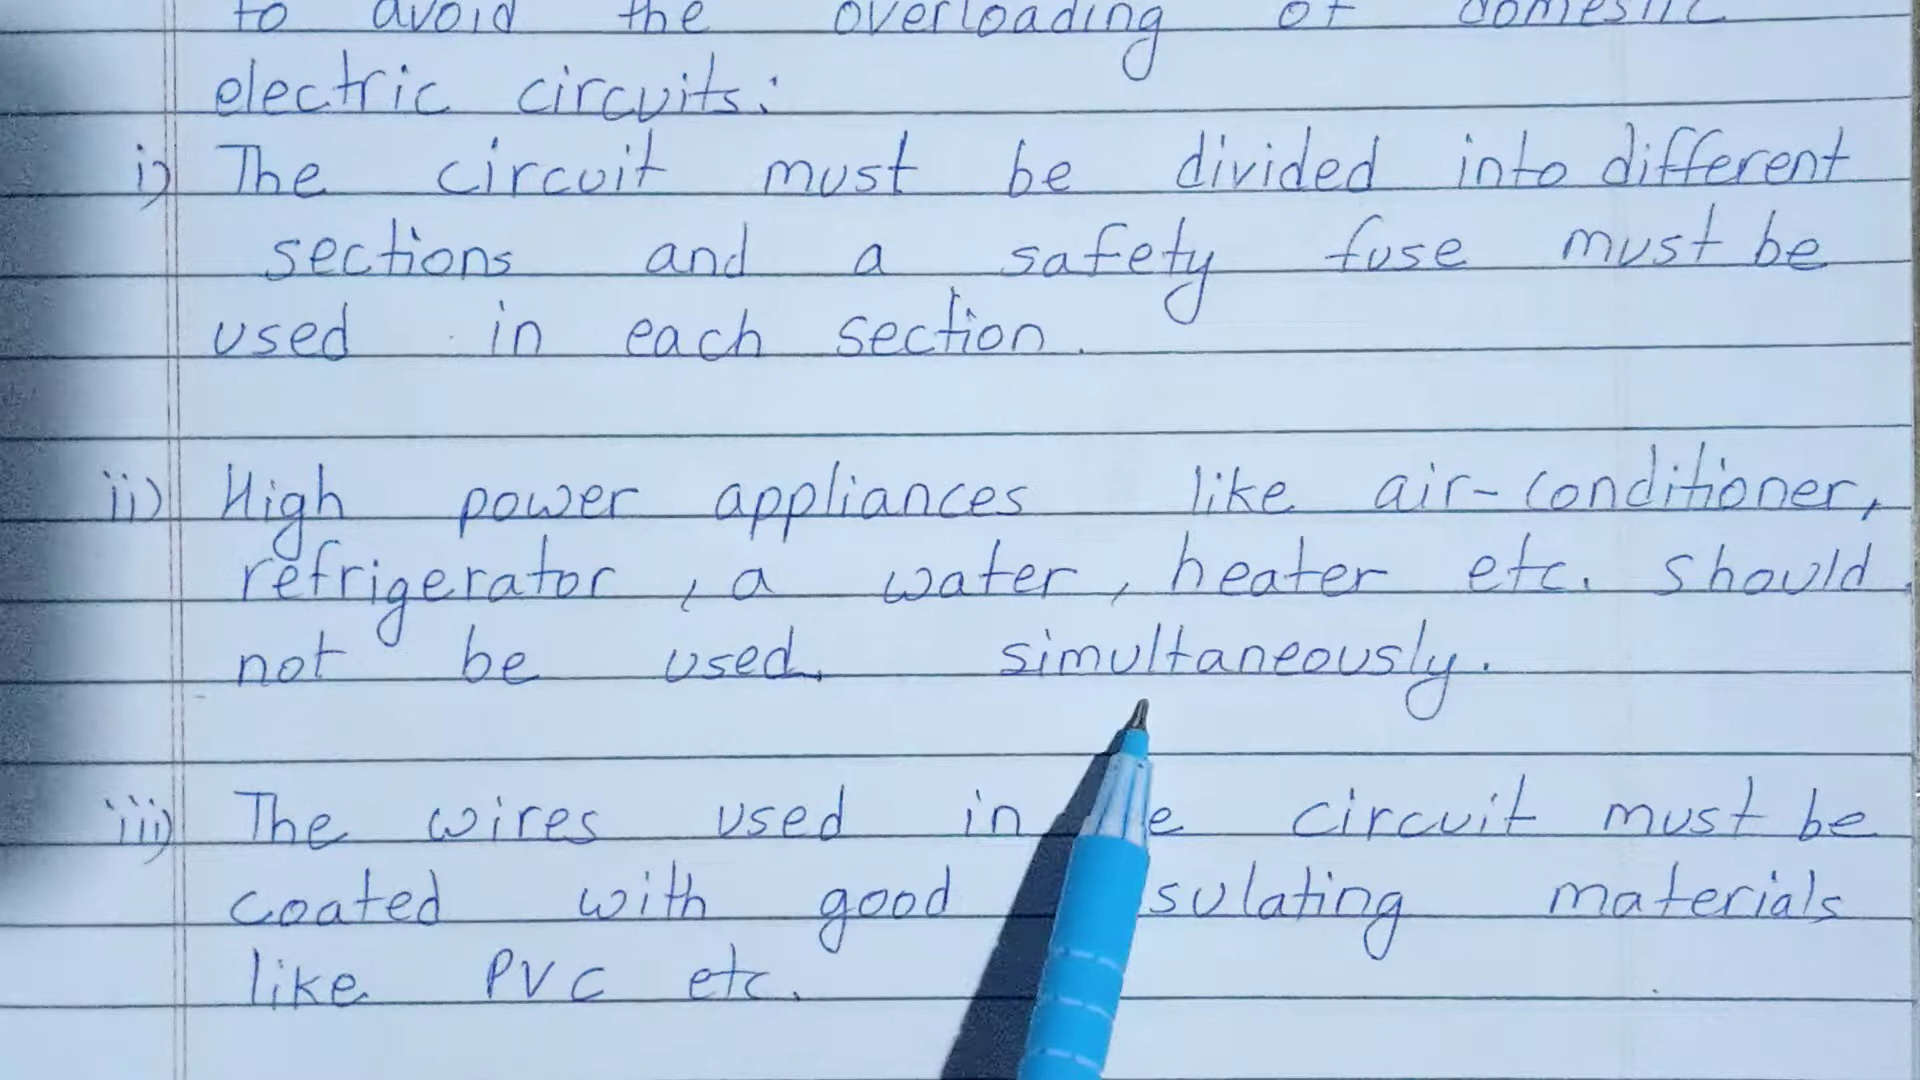 to avoid the overloading of domestic
electric circuits:
i) The circuit must be divided into different
sections and a safety fuse must be
used in each section.
ii) High power appliances like air-conditioner,
refrigerator, a water, heater etc. should
not be used. simultaneously.
iii) The wires used in e circuit must be
coated with good sulating materials
like PVC etc.